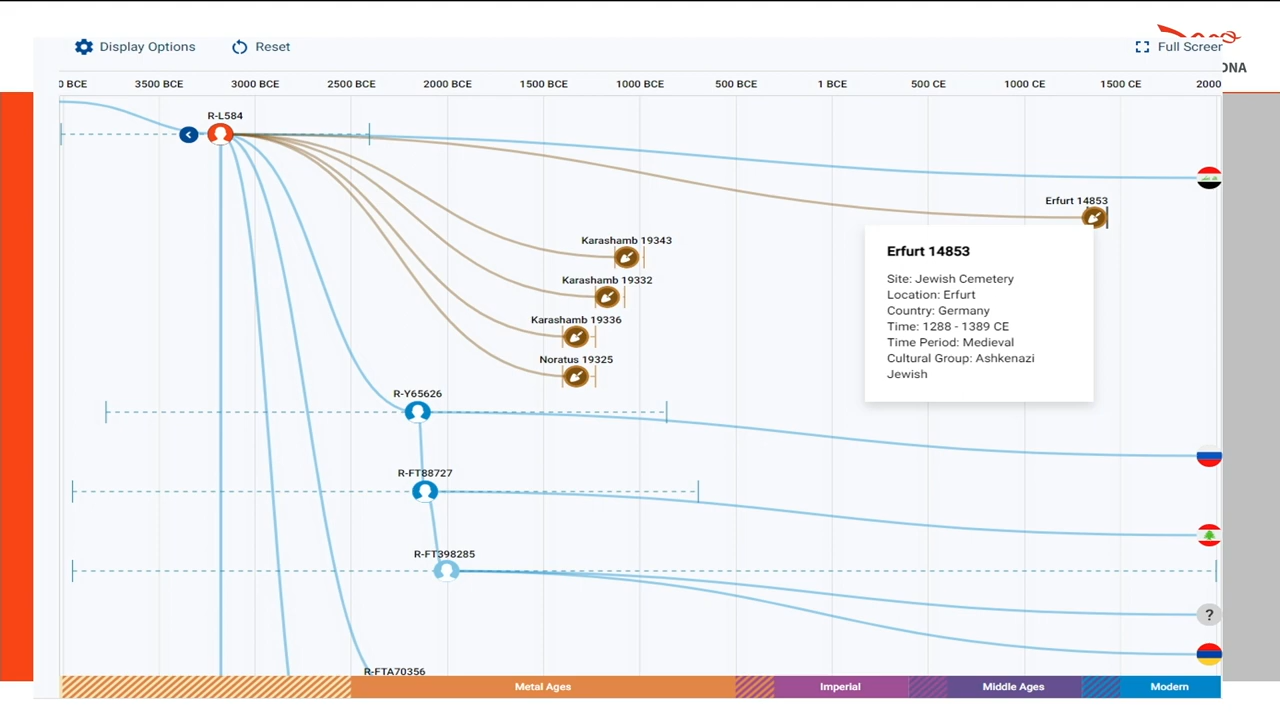 Display Options
Reset
Full Screer
ONA
0 BCE
3500 BCE
3000 BCE
2500 BCE
2000 BCE
1500 BCE
1000 BCE
500 BCE
1 BCE
500 CE
1000 CE
1500 CE
2000
R-L584
Erfurt 14853
Karashamb 19343
Erfurt 14853
Site: Jewish Cemetery
Location: Erfurt
Country: Germany
Time: 1288 - 1389 CE
Time Period: Medieval
Cultural Group: Ashkenazi
Jewish
Karashamb 19332
Karashamb 19336
Noratus 19325
R-Y65626
R-FT88727
R-FT398285
?
R-FTA70356
Metal Ages
Imperial
Middle Ages
Modern